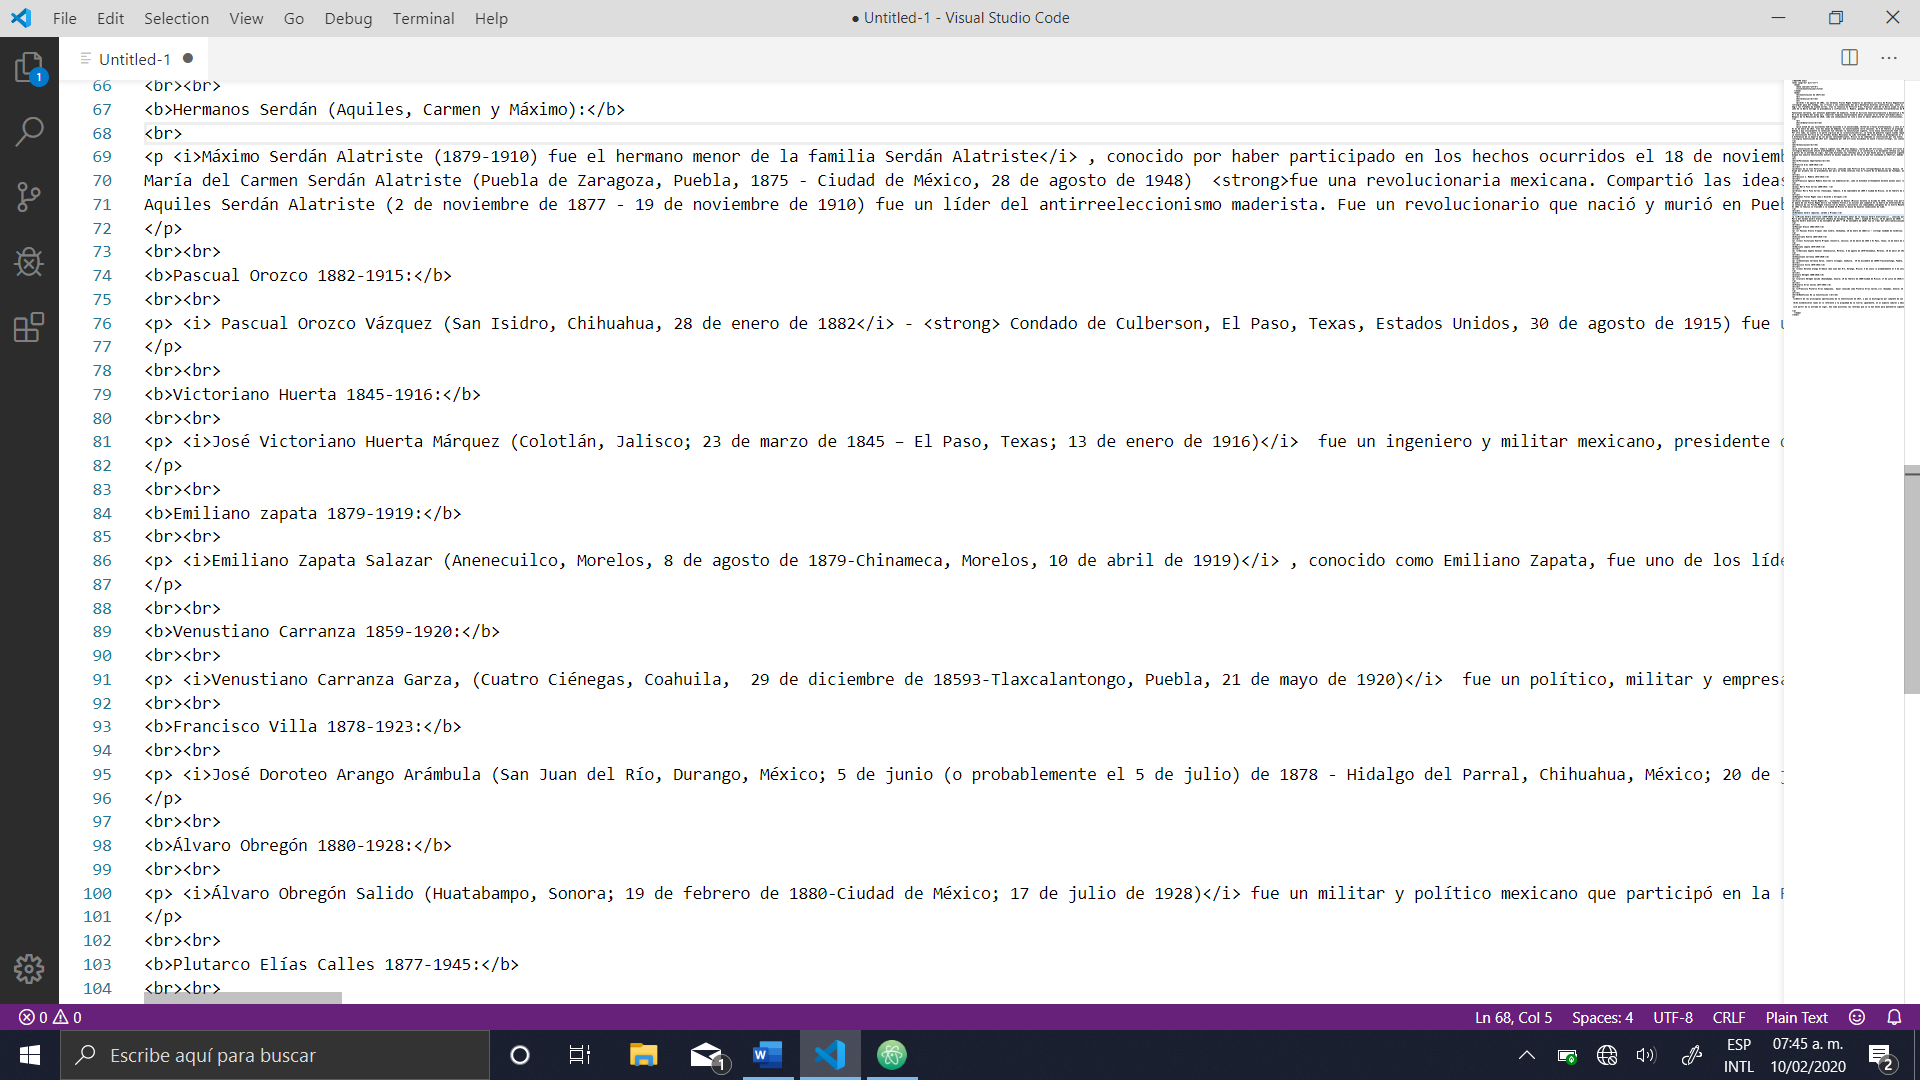 File Edit Selection View Go Debug Terminal Help
● Untitled-1 - Visual Studio Code
1
Untitled-1
66 <br><br>
67 <b>Hermanos Serdán (Aquiles, Carmen y Máximo):</b>
68 <br>
69 <p <i>Máximo Serdán Alatriste (1879-1910) fue el hermano menor de la familia Serdán Alatriste</i> , conocido por haber participado en los hechos ocurridos el 18 de noviemb
70 María del Carmen Serdán Alatriste (Puebla de Zaragoza, Puebla, 1875 - Ciudad de México, 28 de agosto de 1948)  <strong>fue una revolucionaria mexicana. Compartió las ideas
71 Aquiles Serdán Alatriste (2 de noviembre de 1877 - 19 de noviembre de 1910) fue un líder del antirreeleccionismo maderista. Fue un revolucionario que nació y murió en Pueb
72 </p>
73 <br><br>
74 <b>Pascual Orozco 1882-1915:</b>
75 <br><br>
76 <p> <i> Pascual Orozco Vázquez (San Isidro, Chihuahua, 28 de enero de 1882</i> - <strong> Condado de Culberson, El Paso, Texas, Estados Unidos, 30 de agosto de 1915) fue u
77 </p>
78 <br><br>
79 <b>Victoriano Huerta 1845-1916:</b>
80 <br><br>
81 <p> <i>José Victoriano Huerta Márquez (Colotlán, Jalisco; 23 de marzo de 1845 – El Paso, Texas; 13 de enero de 1916)</i>  fue un ingeniero y militar mexicano, presidente
82 </p>
83 <br><br>
84 <b>Emiliano zapata 1879-1919:</b>
85 <br><br>
86 <p> <i>Emiliano Zapata Salazar (Anenecuilco, Morelos, 8 de agosto de 1879-Chinameca, Morelos, 10 de abril de 1919)</i> , conocido como Emiliano Zapata, fue uno de los líde
87 </p>
88 <br><br>
89 <b>Venustiano Carranza 1859-1920:</b>
90 <br><br>
91 <p> <i>Venustiano Carranza Garza, (Cuatro Ciénegas, Coahuila,  29 de diciembre de 18593-Tlaxcalantongo, Puebla, 21 de mayo de 1920)</i>  fue un político, militar y empresa
92 <br><br>
93 <b>Francisco Villa 1878-1923:</b>
94 <br><br>
95 <p> <i>José Doroteo Arango Arámbula (San Juan del Río, Durango, México; 5 de junio (o probablemente el 5 de julio) de 1878 - Hidalgo del Parral, Chihuahua, México; 20 de j
96 </p>
97 <br><br>
98 <b>Álvaro Obregón 1880-1928:</b>
99 <br><br>
100 <p> <i>Álvaro Obregón Salido (Huatabampo, Sonora; 19 de febrero de 1880-Ciudad de México; 17 de julio de 1928)</i> fue un militar y político mexicano que participó en la R
101 </p>
102 <br><br>
103 <b>Plutarco Elías Calles 1877-1945:</b>
104 <br><br>
0 0
Ln 68, Col 5 Spaces: 4 UTF-8 CRLF Plain Text
Escribe aquí para buscar
1
ESP 07:45 a. m.
INTL 10/02/2020
2